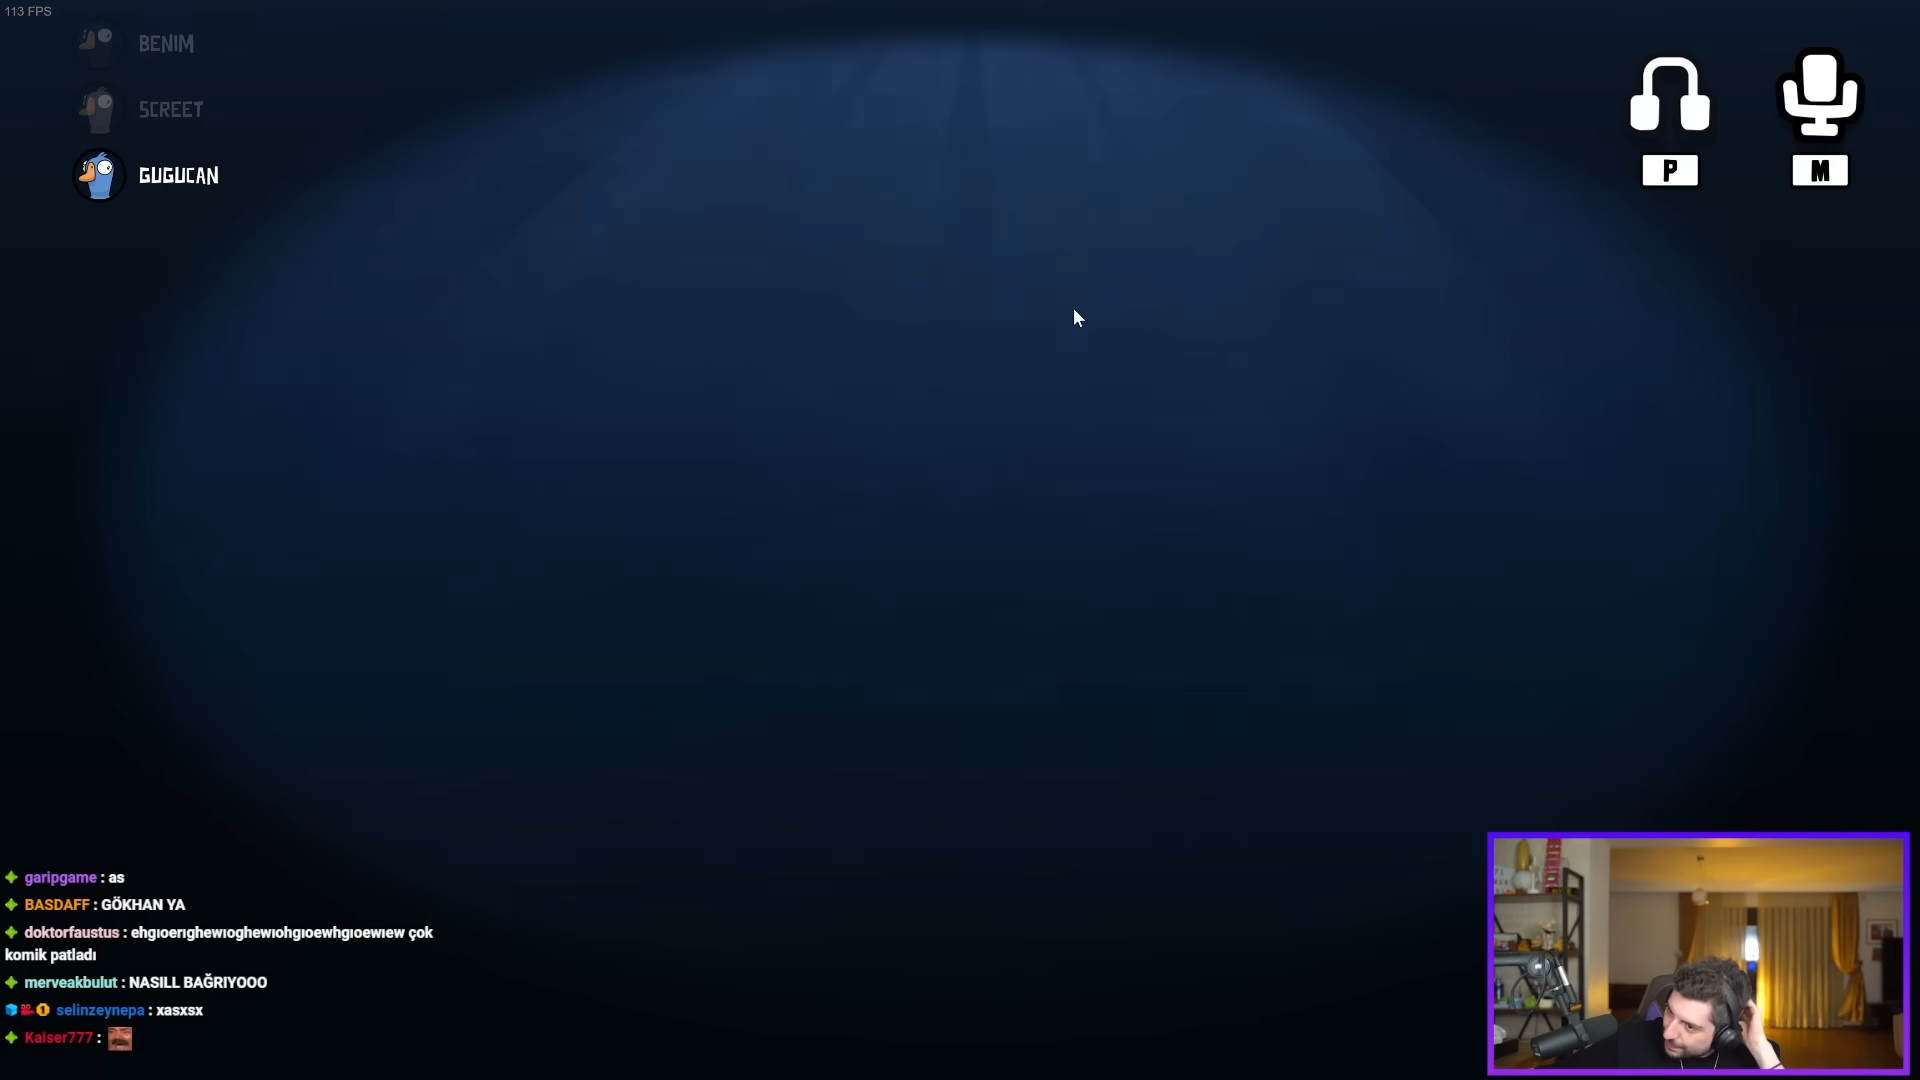 113 FPS
BENIM
SCREET
GUGUCAN
P
M
garipgame : as
BASDAFF : GÖKHAN YA
doktorfaustus : ehgıoerıghewıoghewıohgıoewhgıoewıew çok
komik patladı
merveakbulut : NASILL BAĞRIYOOO
selinzeynepa : xasxsx
Kaiser777 :